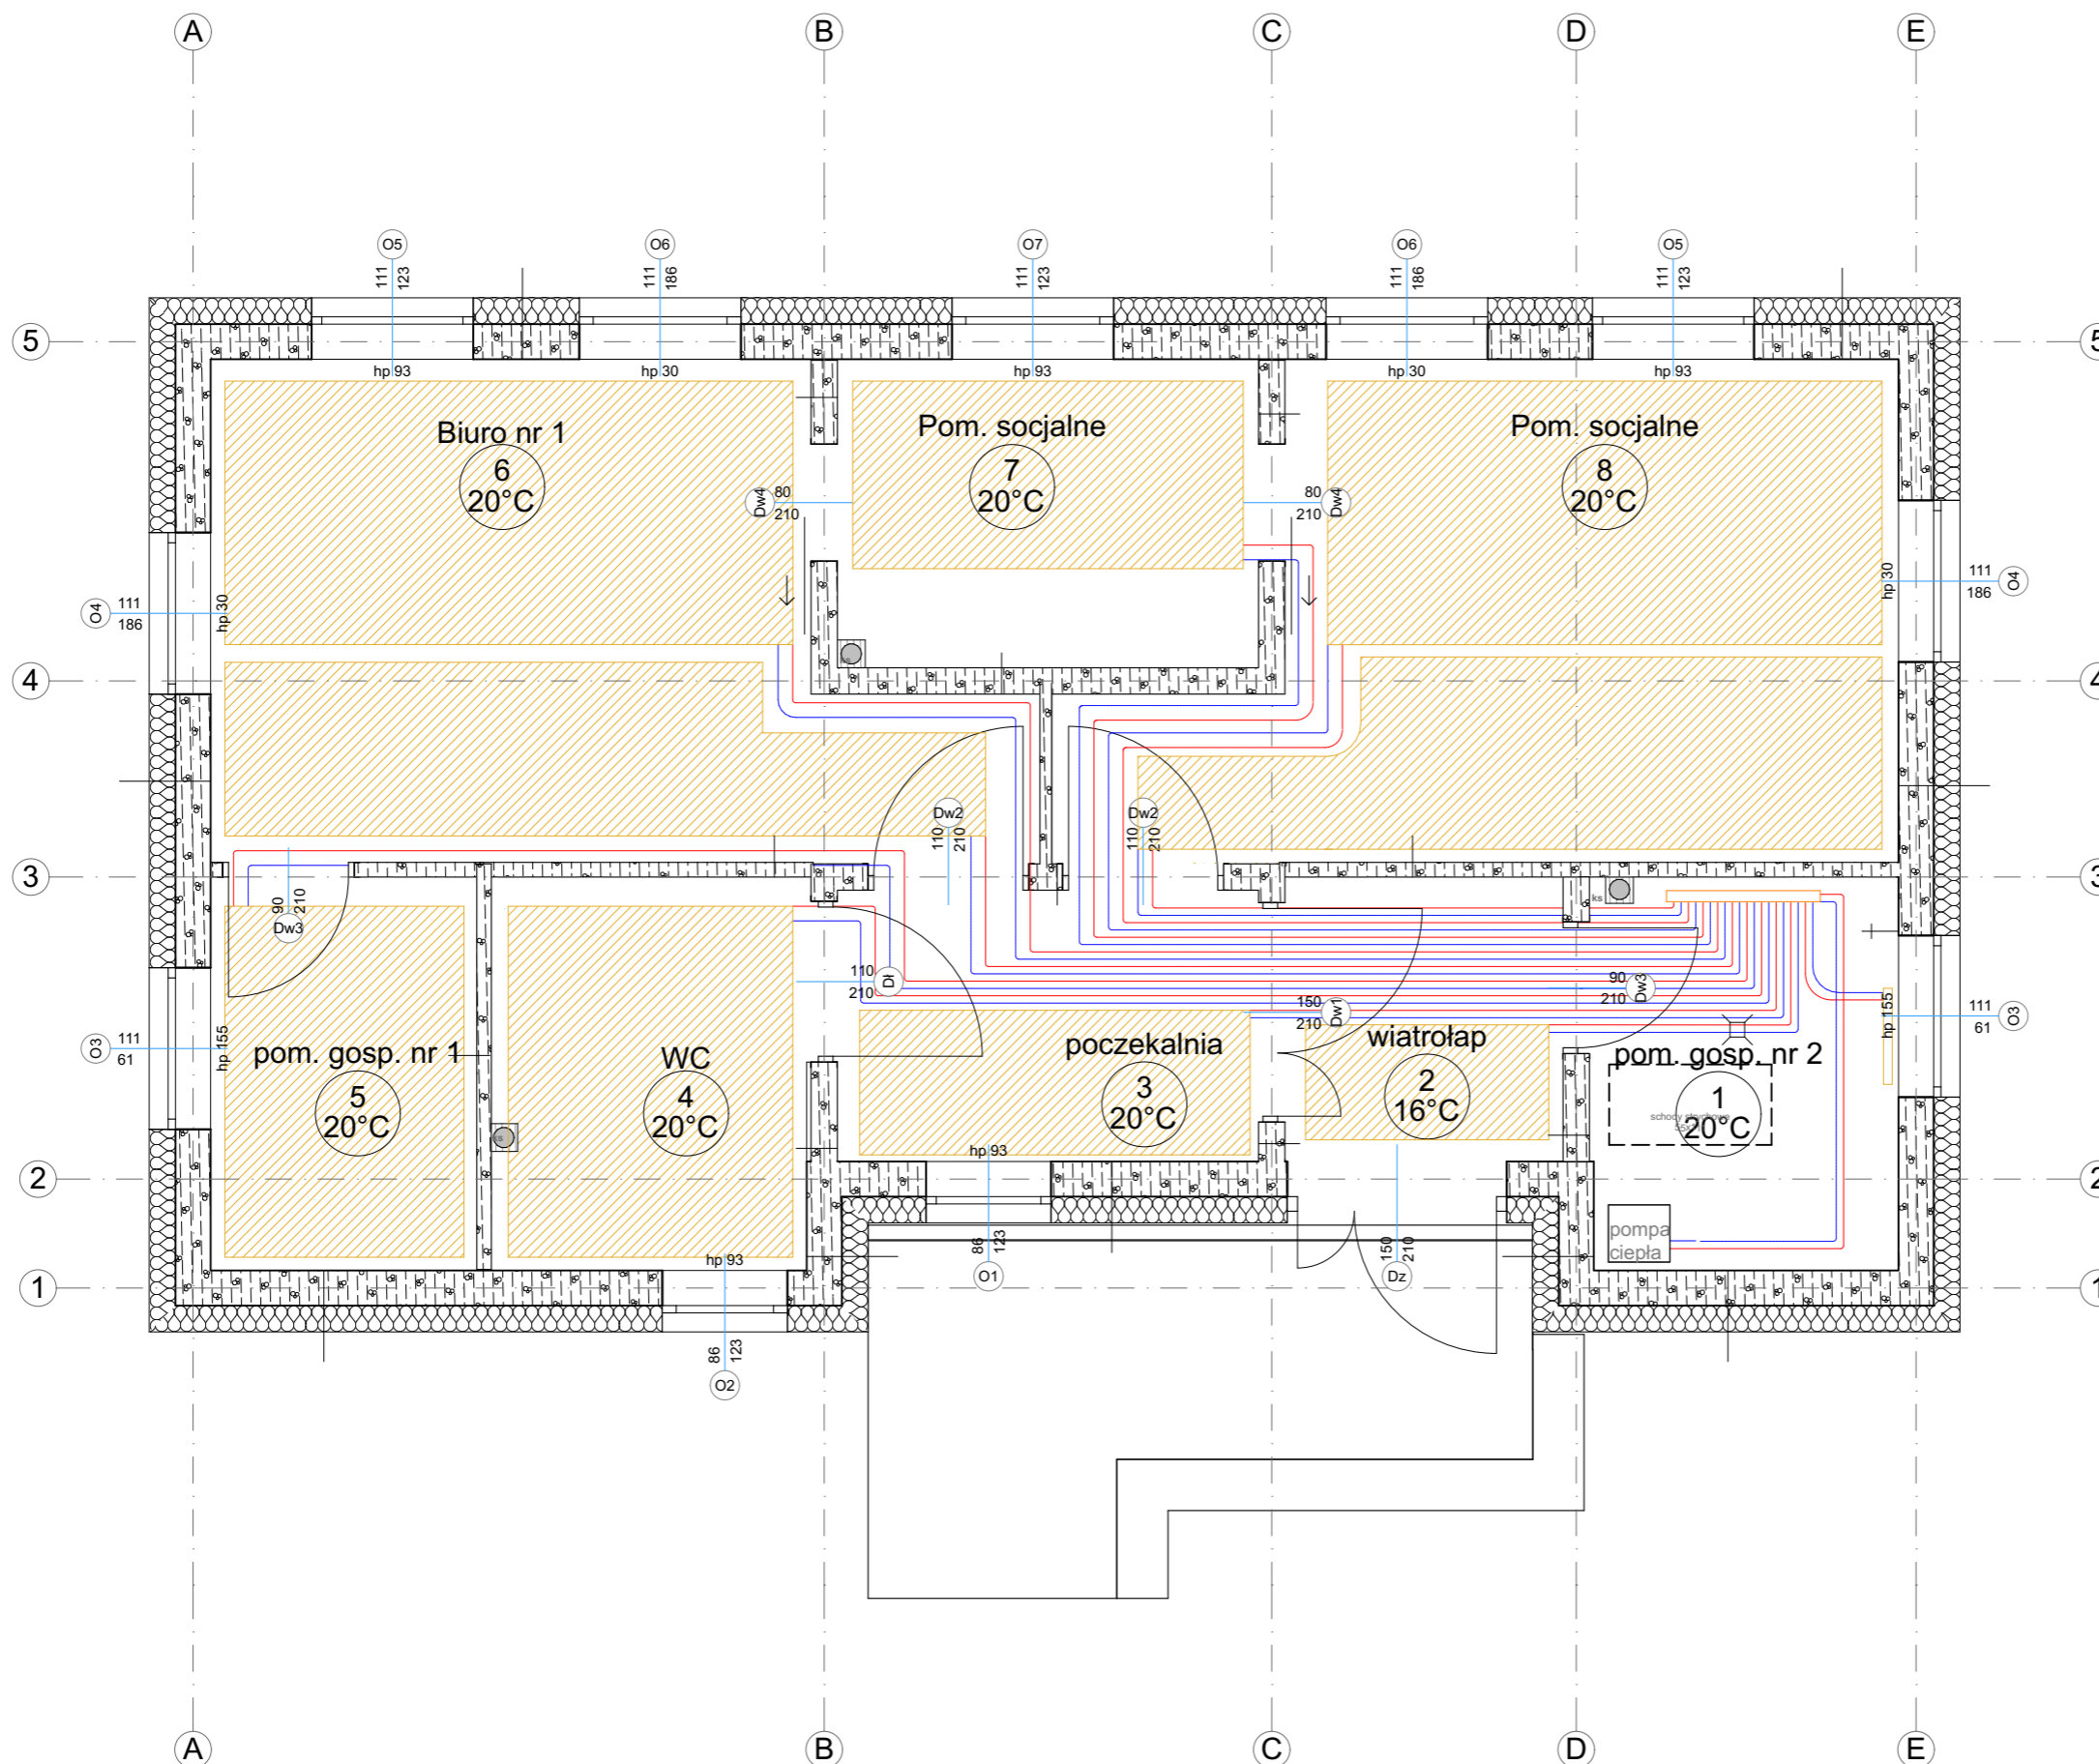 A
B
C
D
E
O5
111
123
O6
111
186
O7
111
123
O6
111
186
O5
111
123
5
5
hp 93
hp 30
hp 93
hp 30
hp 93
Biuro nr 1
6
20°C
Pom. socjalne
7
20°C
Pom. socjalne
8
20°C
Dw4
80
210
80
210
Dw4
O4
111
186
hp 30
hp 30
111
186
O4
ks
4
4
Dw2
110
210
Dw2
110
210
3
3
90
210
Dw3
ks
110
210
Dł
90
210
Dw3
150
210
Dw1
O3
111
61
hp 155
hp 155
111
61
O3
pom. gosp. nr 1
5
20°C
WC
4
20°C
ks
poczekalnia
3
20°C
wiatrołap
2
16°C
pom. gosp. nr 2
1
20°C
schody strychowe
hp 93
2
2
pompa
ciepła
hp 93
86
123
O1
150
210
Dz
1
1
86
123
O2
A
B
C
D
E